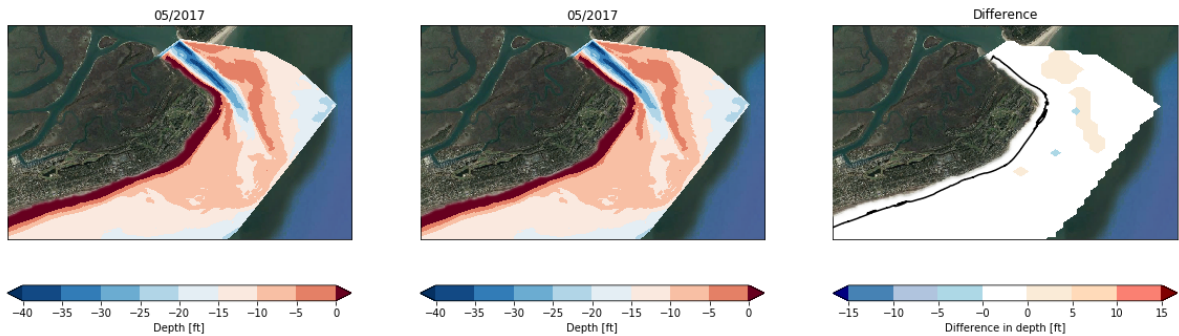 05/2017 05/2017 Difference
−40 −35 −30 −25 −20 −15 −10 −5 0 −40 −35 −30 −25 −20 −15 −10 −5 0 −15 −10 −5 0 5 10 15
Depth [ft] Depth [ft] Difference in depth [ft]